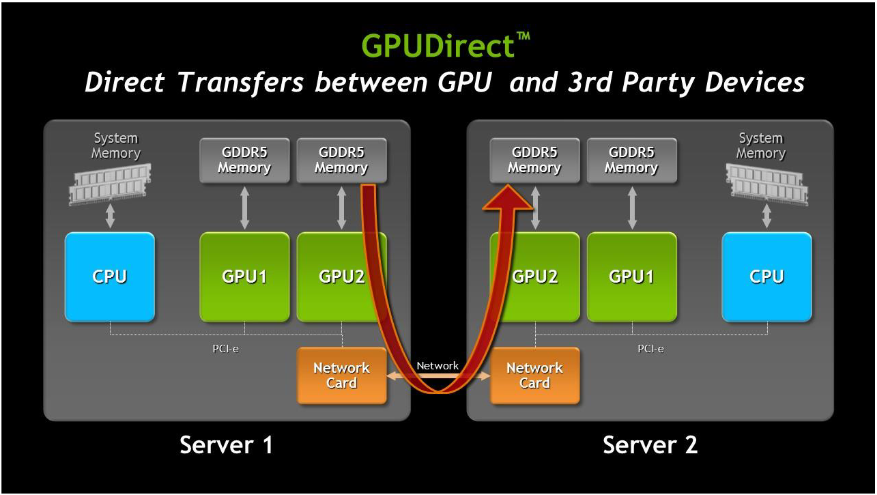 GPUDirect™
Direct Transfers between GPU and 3rd Party Devices
System
Memory
GDDR5
Memory
GDDR5
Memory
CPU
GPU1
GPU2
PCI-e
Network
Card
Server 1
Network
GDDR5
Memory
GDDR5
Memory
System
Memory
GPU2
GPU1
CPU
PCI-e
Network
Card
Server 2